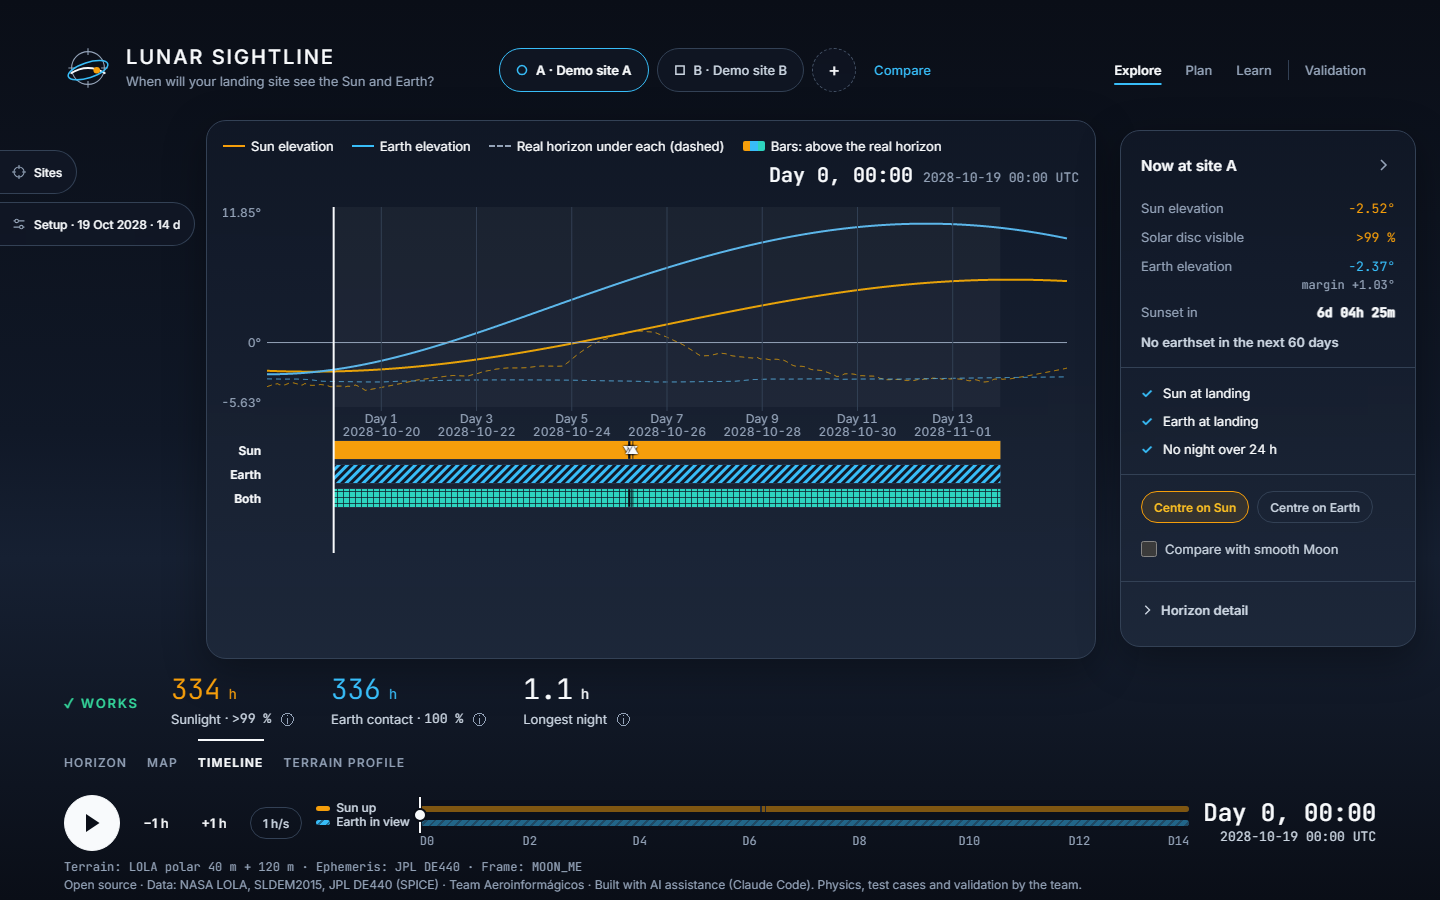 LUNAR SIGHTLINE
When will your landing site see the Sun and Earth?
A · Demo site A
B · Demo site B
+
Compare
Explore
Plan
Learn
Validation
Sites
Setup · 19 Oct 2028 · 14 d
Sun elevation
Earth elevation
Real horizon under each (dashed)
Bars: above the real horizon
Day 0, 00:00 2028-10-19 00:00 UTC
11.85°
0°
-5.63°
Day 1 Day 3 Day 5 Day 7 Day 9 Day 11 Day 13
2028-10-20 2028-10-22 2028-10-24 2028-10-26 2028-10-28 2028-10-30 2028-11-01
Sun
Earth
Both
Now at site A
Sun elevation -2.52°
Solar disc visible >99 %
Earth elevation -2.37°
margin +1.03°
Sunset in 6d 04h 25m
No earthset in the next 60 days
Sun at landing
Earth at landing
No night over 24 h
Centre on Sun
Centre on Earth
Compare with smooth Moon
Horizon detail
✓ WORKS
334 h
Sunlight · >99 %
336 h
Earth contact · 100 %
1.1 h
Longest night
HORIZON MAP TIMELINE TERRAIN PROFILE
−1 h
+1 h
1 h/s
Sun up
Earth in view
D0 D2 D4 D6 D8 D10 D12 D14
Day 0, 00:00
2028-10-19 00:00 UTC
Terrain: LOLA polar 40 m + 120 m · Ephemeris: JPL DE440 · Frame: MOON_ME
Open source · Data: NASA LOLA, SLDEM2015, JPL DE440 (SPICE) · Team Aeroinformágicos · Built with AI assistance (Claude Code). Physics, test cases and validation by the team.